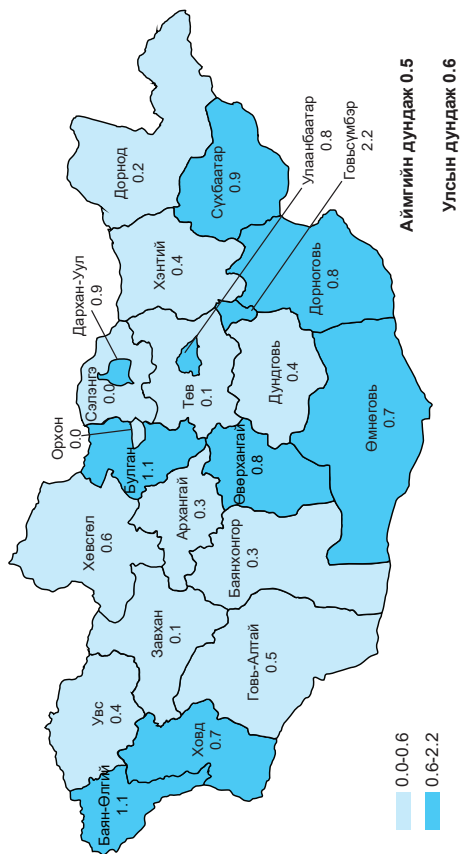 Дорнод
0.2
Сүхбаатар
0.9
Хэнтий
0.4
Улаанбаатар
0.8
Говьсүмбэр
2.2
Дорноговь
0.8
Дархан-Уул
0.9
Сэлэнгэ
0.0
Төв
0.1
Дундговь
0.4
Өмнөговь
0.7
Орхон
0.0
Булган
1.1
Өвөрхангай
0.8
Архангай
0.3
Хөвсгөл
0.6
Баянхонгор
0.3
Завхан
0.1
Говь-Алтай
0.5
Увс
0.4
Ховд
0.7
Баян-Өлгий
1.1
0.0-0.6
0.6-2.2
Аймгийн дундаж 0.5
Улсын дундаж 0.6